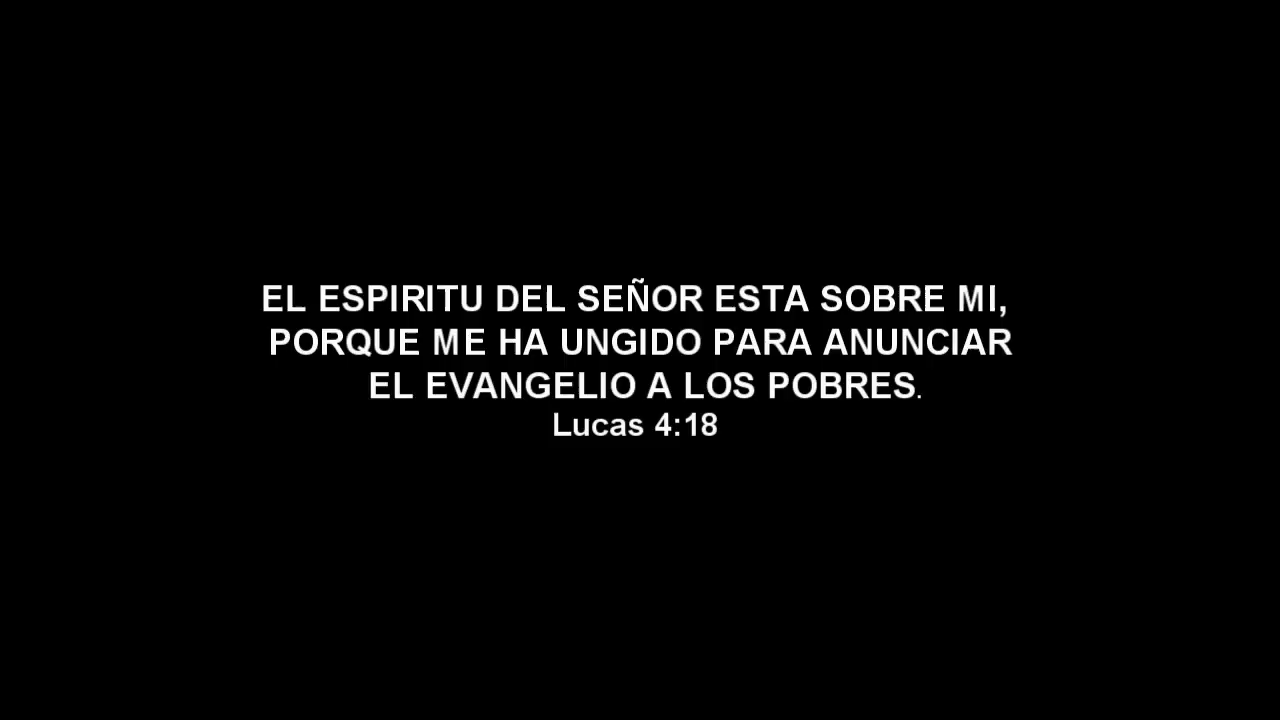 EL ESPIRITU DEL SEÑOR ESTA SOBRE MI,
PORQUE ME HA UNGIDO PARA ANUNCIAR
EL EVANGELIO A LOS POBRES.
Lucas 4:18